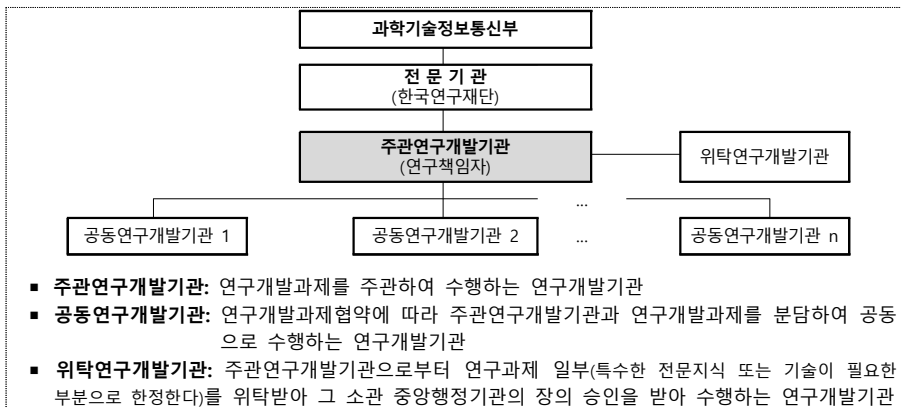 과학기술정보통신부
전 문 기 관
(한국연구재단)
주관연구개발기관
(연구책임자)
위탁연구개발기관
...
공동연구개발기관 1
공동연구개발기관 2
...
공동연구개발기관 n
▪ 주관연구개발기관: 연구개발과제를 주관하여 수행하는 연구개발기관
▪ 공동연구개발기관: 연구개발과제협약에 따라 주관연구개발기관과 연구개발과제를 분담하여 공동
으로 수행하는 연구개발기관
▪ 위탁연구개발기관: 주관연구개발기관으로부터 연구과제 일부(특수한 전문지식 또는 기술이 필요한
부분으로 한정한다)를 위탁받아 그 소관 중앙행정기관의 장의 승인을 받아 수행하는 연구개발기관